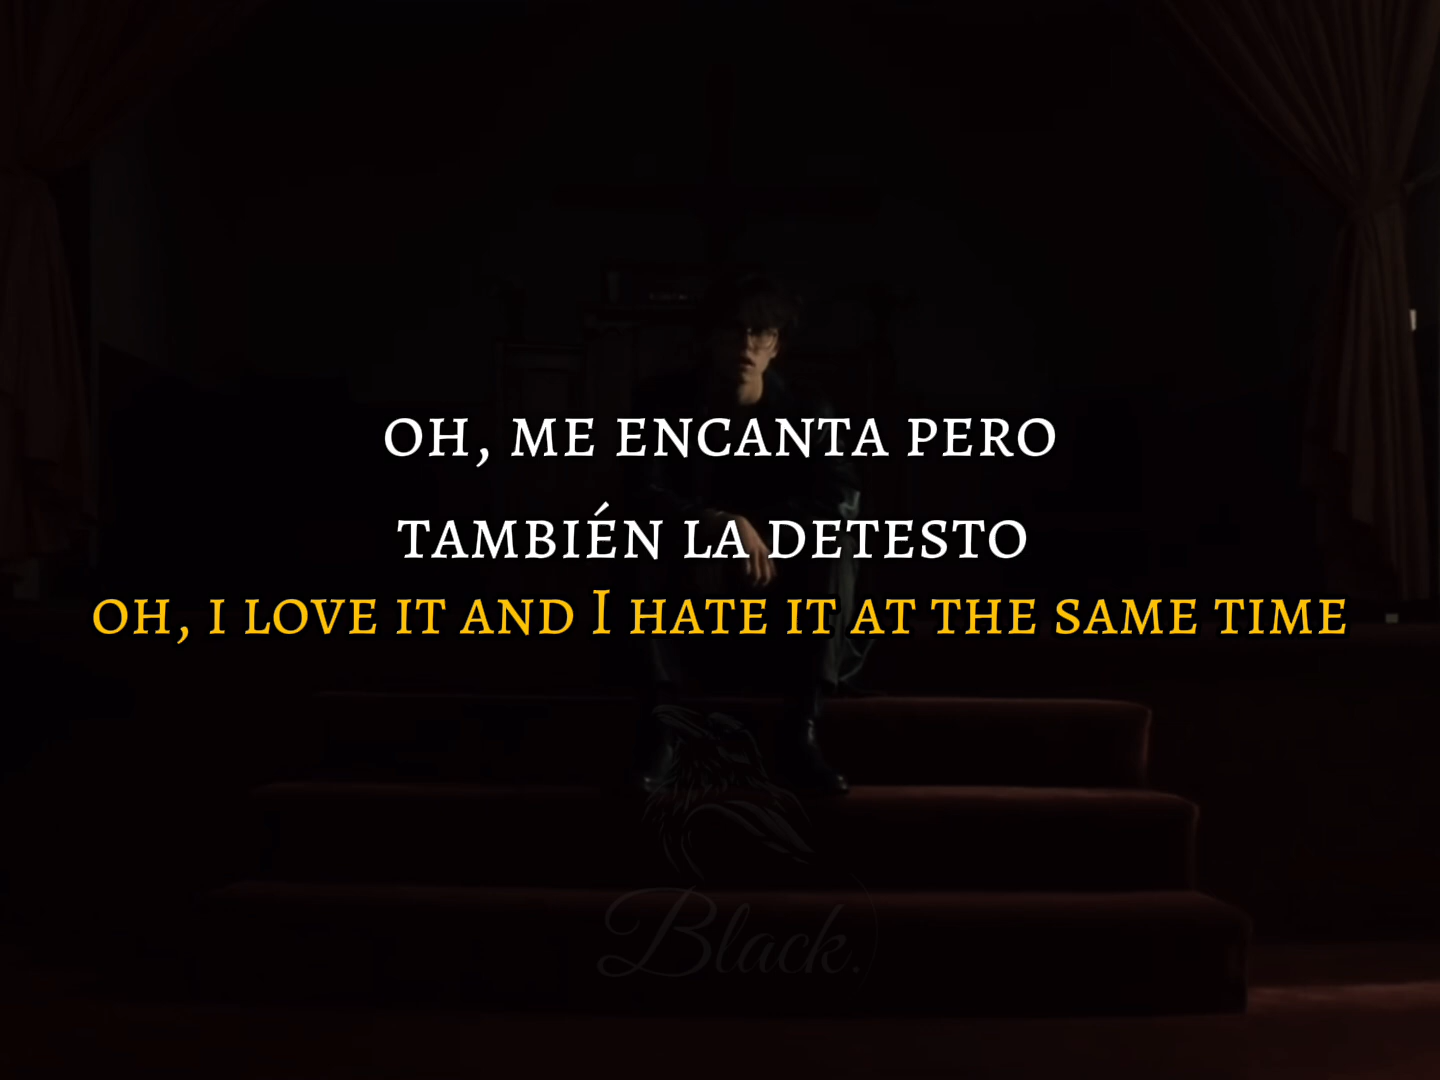 OH, ME ENCANTA PERO
TAMBIÉN LA DETESTO
OH, I LOVE IT AND I HATE IT AT THE SAME TIME
Black.